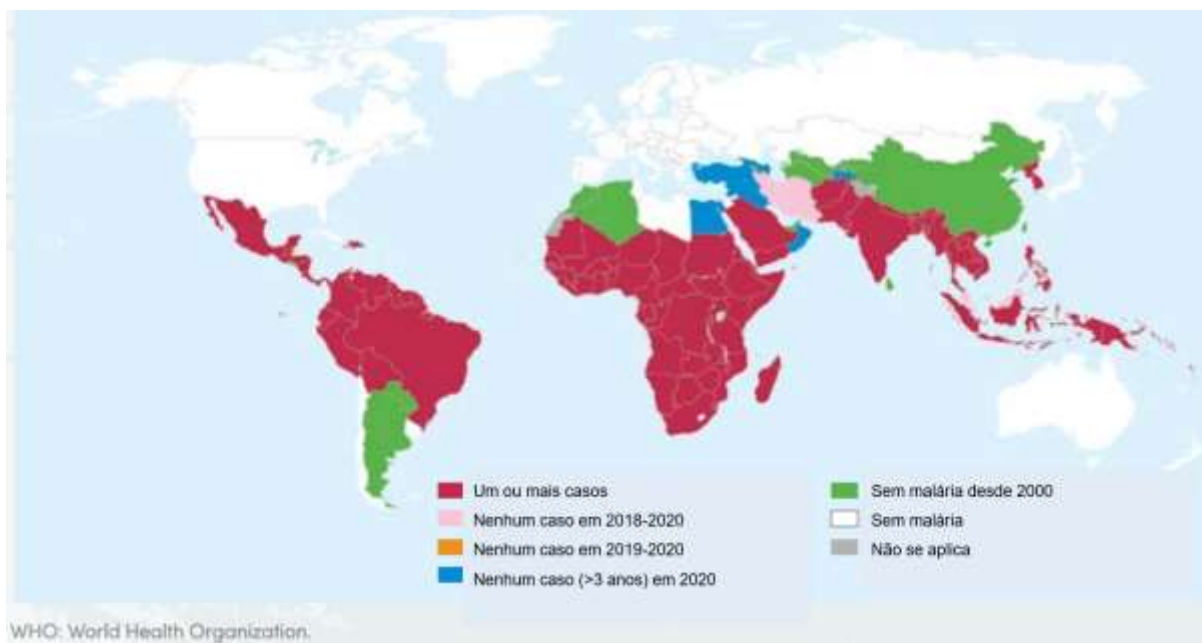 Um ou mais casos
Nenhum caso em 2018-2020
Nenhum caso em 2019-2020
Nenhum caso (>3 anos) em 2020
Sem malária desde 2000
Sem malária
Não se aplica
WHO: World Health Organization.